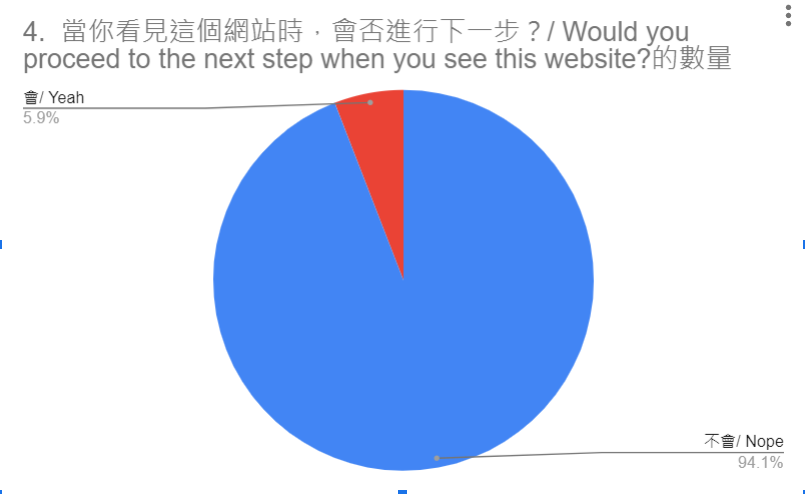 4. 當你看見這個網站時，會否進行下一步？/ Would you
proceed to the next step when you see this website?的數量
會/ Yeah
5.9%
不會/ Nope
94.1%